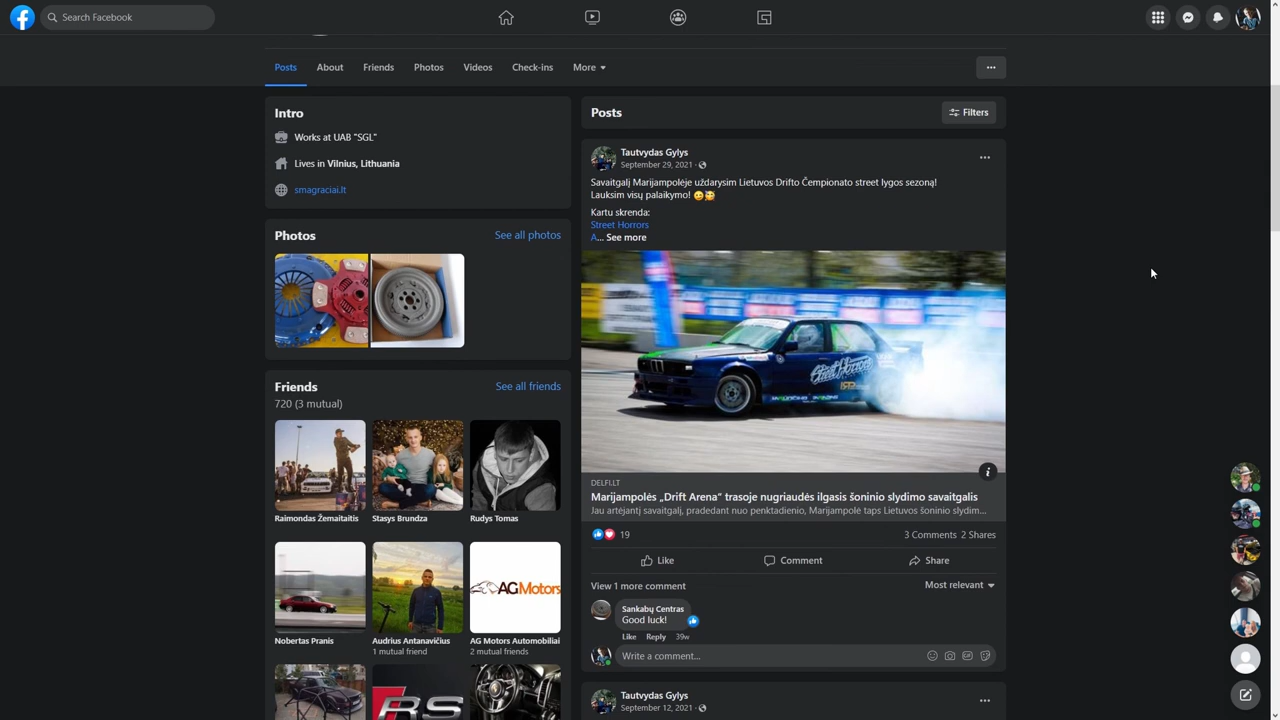 Search Facebook
Posts About Friends Photos Videos Check-ins More
Intro
Works at UAB "SGL"
Lives in Vilnius, Lithuania
smagraciai.lt
Photos See all photos
Friends See all friends
720 (3 mutual)
Raimondas Žemaitaitis Stasys Brundza Rudys Tomas
AG Motors
Nobertas Pranis Audrius Antanavičius AG Motors Automobiliai
1 mutual friend 2 mutual friends
RS
Posts Filters
Tautvydas Gylys
September 29, 2021 ·
Savaitgalį Marijampolėje uždarysim Lietuvos Drifto Čempionato street lygos sezoną!
Lauksim visų palaikymo! 😀🥰
Kartu skrenda:
Street Horrors
A... See more
Street Horrors
DELFI.LT
Marijampolės „Drift Arena“ trasoje nugriaudės ilgasis šoninio slydimo savaitgalis
Jau artėjantį savaitgalį, pradedant nuo penktadienio, Marijampolė taps Lietuvos šoninio slydim...
19 3 Comments 2 Shares
Like Comment Share
View 1 more comment Most relevant
Sankabų Centras
Good luck!
Like Reply 39w
Write a comment...
Tautvydas Gylys
September 12, 2021 ·